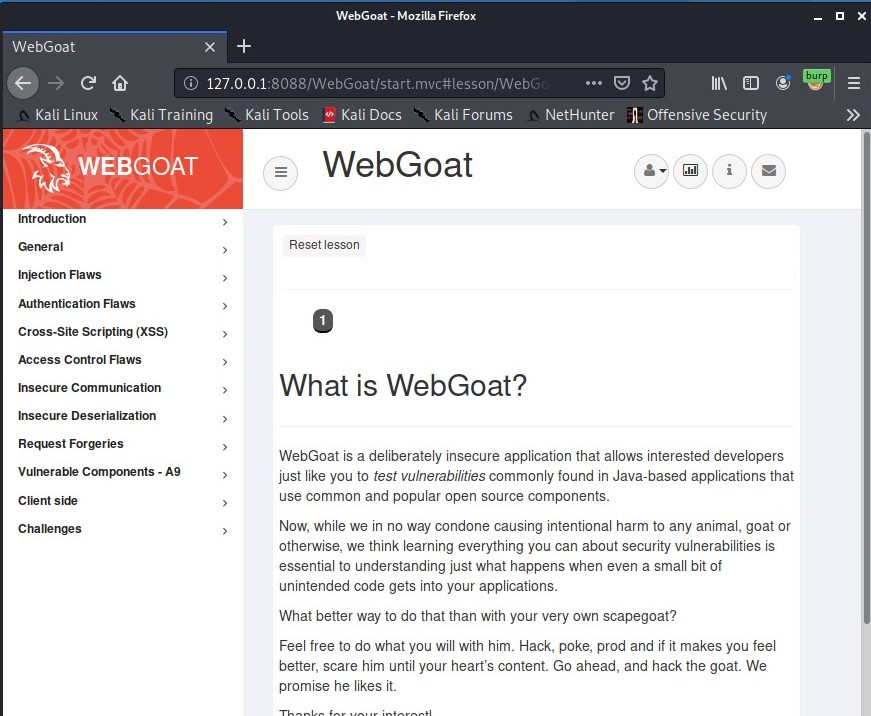 WebGoat - Mozilla Firefox
WebGoat
127.0.0.1:8088/WebGoat/start.mvc#lesson/WebGo
burp
Kali Linux Kali Training Kali Tools Kali Docs Kali Forums NetHunter Offensive Security
WEBGOAT
WebGoat
Introduction
General
Injection Flaws
Authentication Flaws
Cross-Site Scripting (XSS)
Access Control Flaws
Insecure Communication
Insecure Deserialization
Request Forgeries
Vulnerable Components - A9
Client side
Challenges
Reset lesson
1
What is WebGoat?
WebGoat is a deliberately insecure application that allows interested developers
just like you to test vulnerabilities commonly found in Java-based applications that
use common and popular open source components.
Now, while we in no way condone causing intentional harm to any animal, goat or
otherwise, we think learning everything you can about security vulnerabilities is
essential to understanding just what happens when even a small bit of
unintended code gets into your applications.
What better way to do that than with your very own scapegoat?
Feel free to do what you will with him. Hack, poke, prod and if it makes you feel
better, scare him until your heart's content. Go ahead, and hack the goat. We
promise he likes it.
Thanks for your interest!